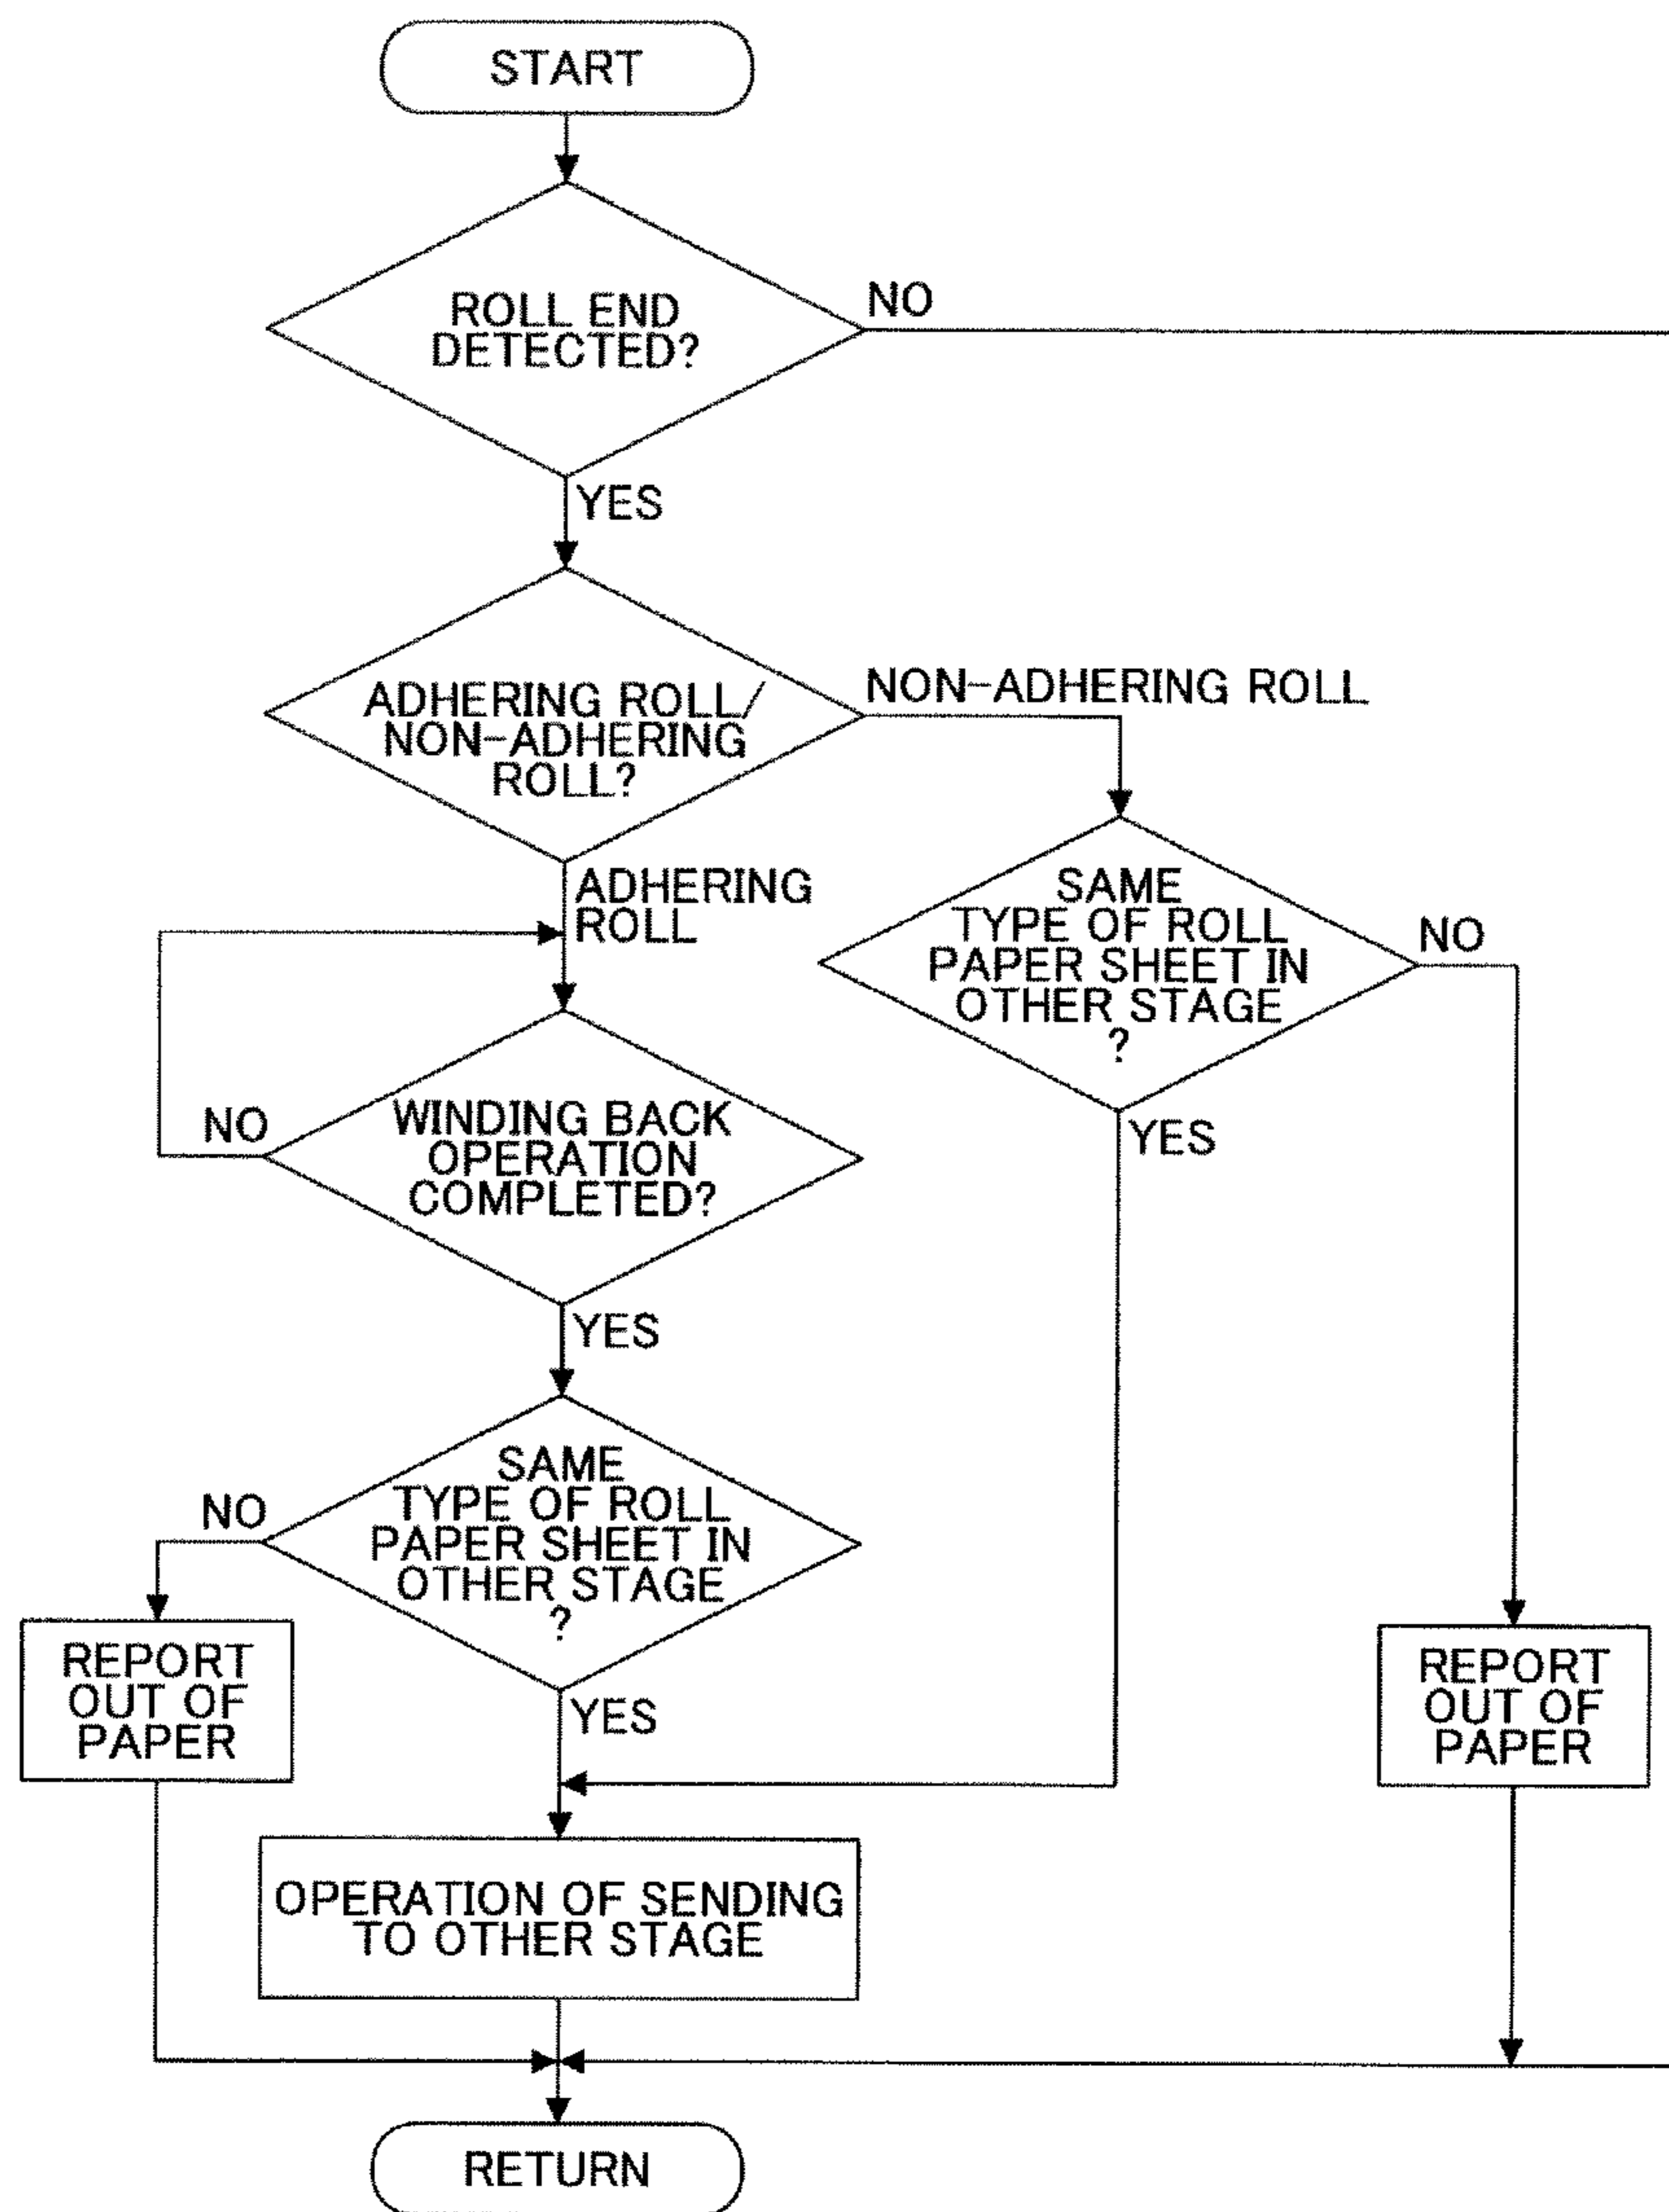 START
ROLL END
DETECTED?
NO
YES
ADHERING ROLL/
NON-ADHERING
ROLL?
NON-ADHERING ROLL
ADHERING
ROLL
SAME
TYPE OF ROLL
PAPER SHEET IN
OTHER STAGE
?
NO
YES
WINDING BACK
OPERATION
COMPLETED?
NO
YES
SAME
TYPE OF ROLL
PAPER SHEET IN
OTHER STAGE
?
NO
YES
REPORT
OUT OF
PAPER
REPORT
OUT OF
PAPER
OPERATION OF SENDING
TO OTHER STAGE
RETURN